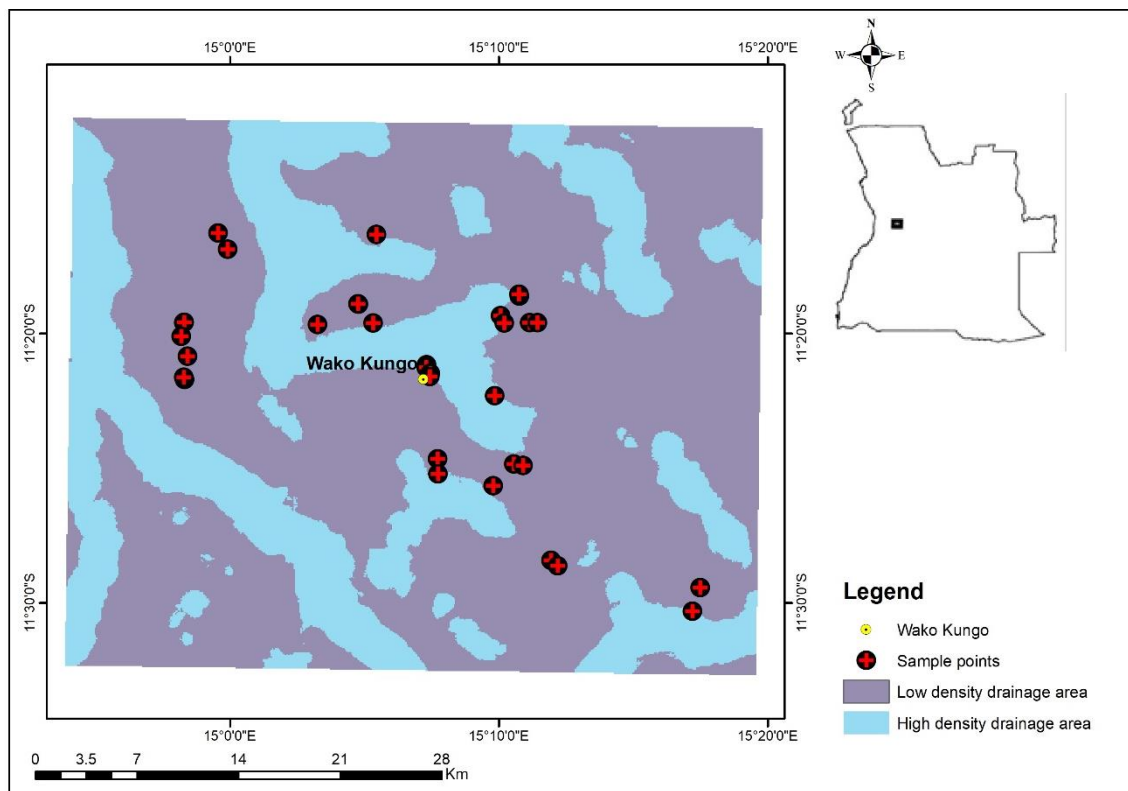 15°0'0"E 15°10'0"E 15°20'0"E
N
W E
S
11°20'0"S 11°20'0"S
Wako Kungo
11°30'0"S 11°30'0"S
Legend
Wako Kungo
Sample points
Low density drainage area
High density drainage area
15°0'0"E 15°10'0"E 15°20'0"E
0 3.5 7 14 21 28
Km